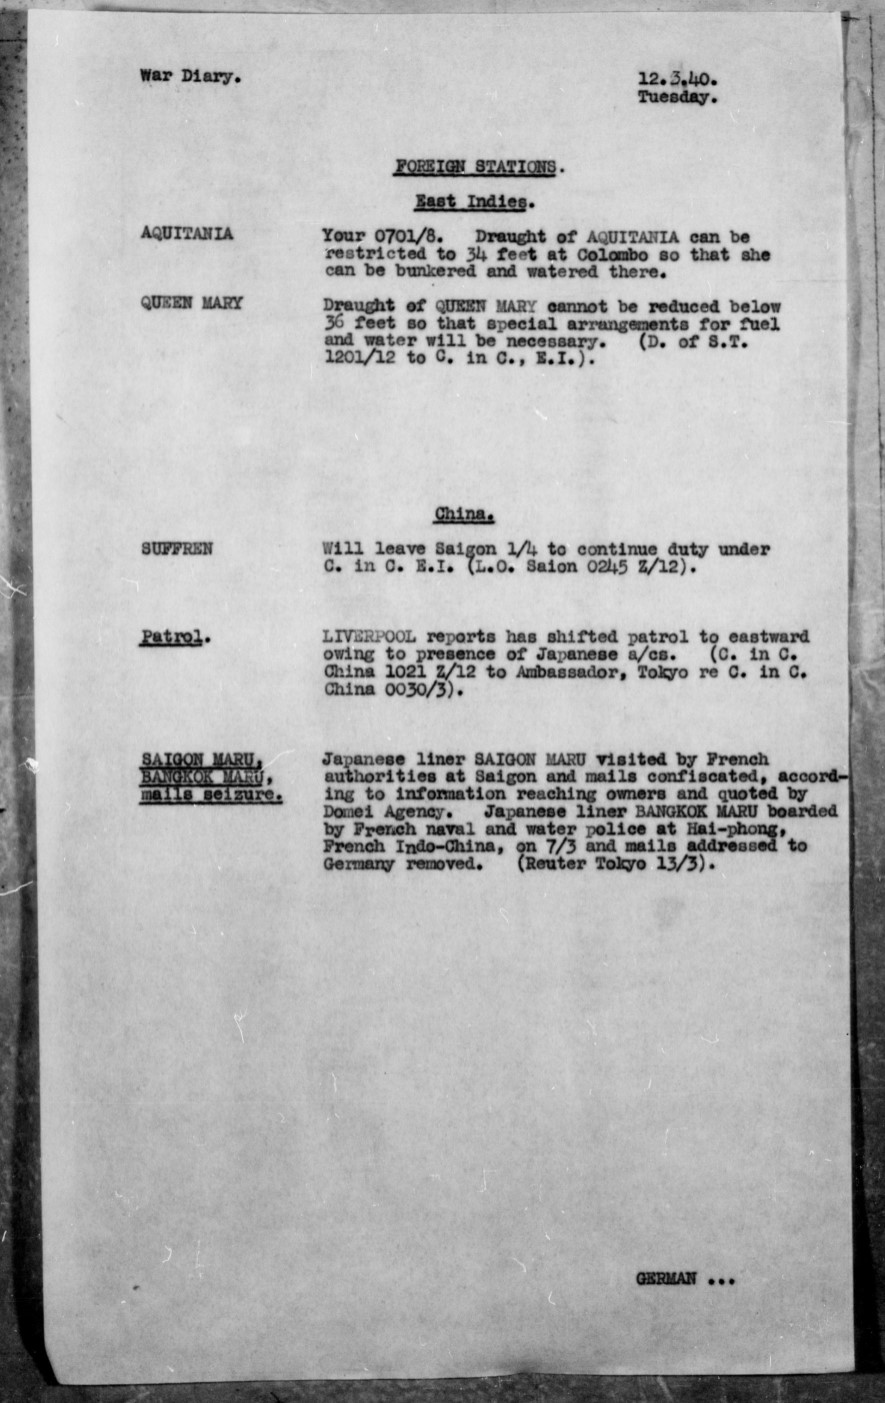 War Diary.
12.3.40.
Tuesday.
FOREIGN STATIONS.
East Indies.
AQUITANIA
Your 0701/8. Draught of AQUITANIA can be
restricted to 34 feet at Colombo so that she
can be bunkered and watered there.
QUEEN MARY
Draught of QUEEN MARY cannot be reduced below
36 feet so that special arrangements for fuel
and water will be necessary. (D. of S.T.
1201/12 to C. in C., E.I.).
China.
SUFFREN
Will leave Saigon 1/4 to continue duty under
C. in C. E.I. (L.O. Saion 0245 Z/12).
Patrol.
LIVERPOOL reports has shifted patrol to eastward
owing to presence of Japanese a/cs. (C. in C.
China 1021 Z/12 to Ambassador, Tokyo re C. in C.
China 0030/3).
SAIGON MARU,
BANGKOK MARU,
mails seizure.
Japanese liner SAIGON MARU visited by French
authorities at Saigon and mails confiscated, accord-
ing to information reaching owners and quoted by
Domei Agency. Japanese liner BANGKOK MARU boarded
by French naval and water police at Hai-phong,
French Indo-China, on 7/3 and mails addressed to
Germany removed. (Reuter Tokyo 13/3).
GERMAN ...